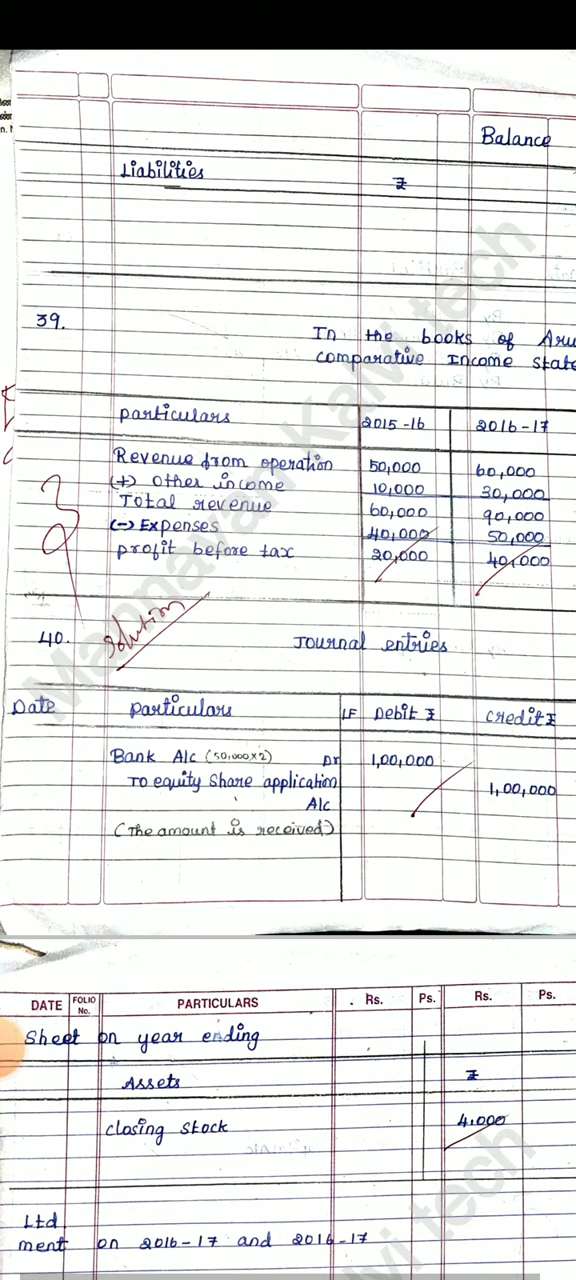 Balance
Liabilities ₹
39.
In the books of Aru
comparative Income state
Particulars 2015-16 2016-17
Revenue from operation 50,000 60,000
(+) Other income 10,000 30,000
Total revenue 60,000 90,000
(-) Expenses 40,000 50,000
profit before tax 20,000 40,000
Solution
40. Journal entries
Date Particulars LF Debit ₹ Credit ₹
Bank A/c (50,000×2) Dr 1,00,000
To equity share application 1,00,000
A/c
(The amount is received)
DATE FOLIO No. PARTICULARS Rs. Ps. Rs. Ps.
Sheet on year ending
Assets ₹
closing stock 4,000
Ltd
ment on 2016-17 and 2016-17
Mannavan Kalvi tech